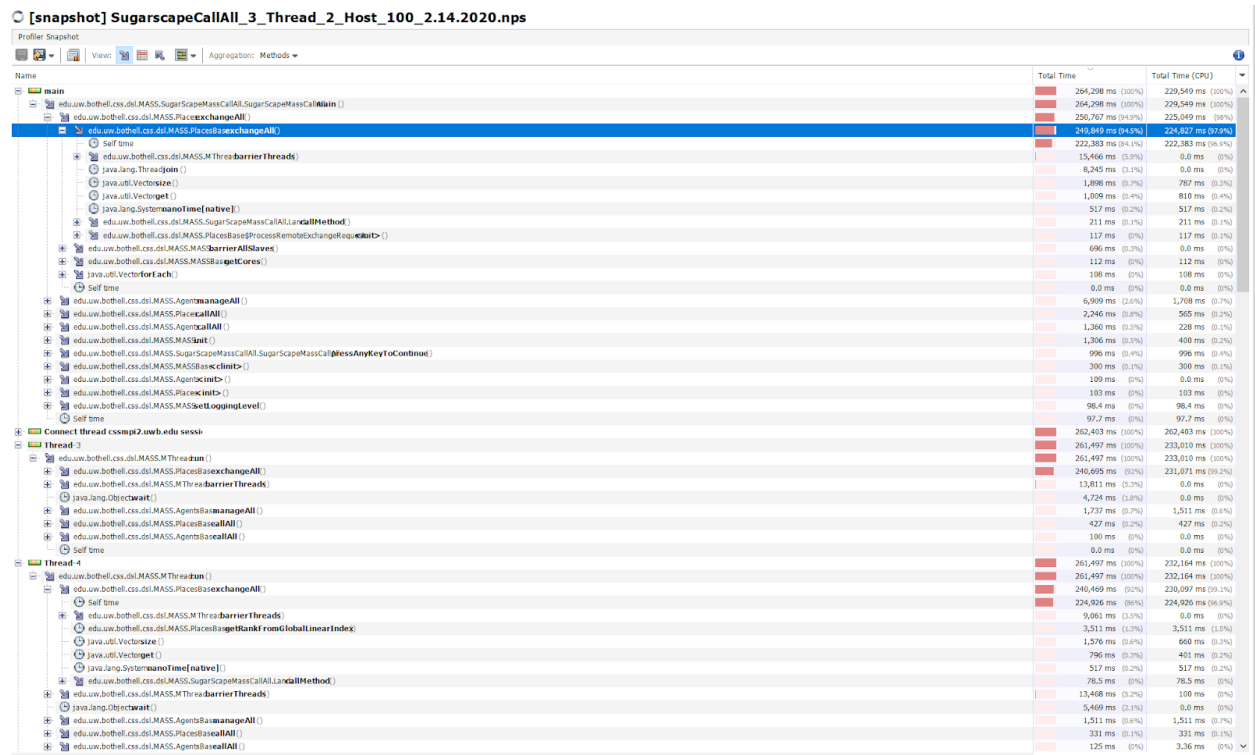 [snapshot] SugarscapeCallAll_3_Thread_2_Host_100_2.14.2020.nps
Profiler Snapshot
View: Aggregation: Methods
Name Total Time Total Time (CPU)
main 264,298 ms (100%) 229,549 ms (100%)
edu.uw.bothell.css.dsl.MASS.SugarScapeMassCallAll.SugarScapeMassCallAll.main () 264,298 ms (100%) 229,549 ms (100%)
edu.uw.bothell.css.dsl.MASS.Places.exchangeAll() 250,767 ms (94.9%) 225,049 ms (98%)
edu.uw.bothell.css.dsl.MASS.PlacesBase.exchangeAll() 249,849 ms (94.5%) 224,827 ms (97.9%)
Self time 222,383 ms (84.1%) 222,383 ms (96.9%)
edu.uw.bothell.css.dsl.MASS.MThread.barrierThreads() 15,466 ms (5.9%) 0.0 ms (0%)
java.lang.Thread.join () 8,245 ms (3.1%) 0.0 ms (0%)
java.util.Vector.size () 1,898 ms (0.7%) 787 ms (0.3%)
java.util.Vector.get () 1,009 ms (0.4%) 810 ms (0.4%)
java.lang.System.nanoTime[native]() 517 ms (0.2%) 517 ms (0.2%)
edu.uw.bothell.css.dsl.MASS.SugarScapeMassCallAll.Land.callMethod() 211 ms (0.1%) 211 ms (0.1%)
edu.uw.bothell.css.dsl.MASS.PlacesBase$ProcessRemoteExchangeRequest.<init> () 117 ms (0%) 117 ms (0.1%)
edu.uw.bothell.css.dsl.MASS.MASS.barrierAllSlaves() 696 ms (0.3%) 0.0 ms (0%)
edu.uw.bothell.css.dsl.MASS.MASSBase.getCores() 112 ms (0%) 112 ms (0%)
java.util.Vector.forEach() 108 ms (0%) 108 ms (0%)
Self time 0.0 ms (0%) 0.0 ms (0%)
edu.uw.bothell.css.dsl.MASS.Agents.manageAll () 6,909 ms (2.6%) 1,708 ms (0.7%)
edu.uw.bothell.css.dsl.MASS.Places.callAll() 2,246 ms (0.8%) 565 ms (0.2%)
edu.uw.bothell.css.dsl.MASS.Agents.callAll () 1,360 ms (0.5%) 228 ms (0.1%)
edu.uw.bothell.css.dsl.MASS.MASS.init () 1,306 ms (0.5%) 400 ms (0.2%)
edu.uw.bothell.css.dsl.MASS.SugarScapeMassCallAll.SugarScapeMassCallAll.pressAnyKeyToContinue() 996 ms (0.4%) 996 ms (0.4%)
edu.uw.bothell.css.dsl.MASS.MASSBase.<clinit> () 300 ms (0.1%) 300 ms (0.1%)
edu.uw.bothell.css.dsl.MASS.Agents.<init> () 109 ms (0%) 0.0 ms (0%)
edu.uw.bothell.css.dsl.MASS.Places.<init> () 103 ms (0%) 103 ms (0%)
edu.uw.bothell.css.dsl.MASS.MASS.setLoggingLevel() 98.4 ms (0%) 98.4 ms (0%)
Self time 97.7 ms (0%) 97.7 ms (0%)
Connect thread cssmpi2.uwb.edu sessi 262,403 ms (100%) 262,403 ms (100%)
Thread-3 261,497 ms (100%) 233,010 ms (100%)
edu.uw.bothell.css.dsl.MASS.MThread.run () 261,497 ms (100%) 233,010 ms (100%)
edu.uw.bothell.css.dsl.MASS.PlacesBase.exchangeAll() 240,695 ms (92%) 231,071 ms (99.2%)
edu.uw.bothell.css.dsl.MASS.MThread.barrierThreads() 13,811 ms (5.3%) 0.0 ms (0%)
java.lang.Object.wait() 4,724 ms (1.8%) 0.0 ms (0%)
edu.uw.bothell.css.dsl.MASS.AgentsBase.manageAll () 1,737 ms (0.7%) 1,511 ms (0.6%)
edu.uw.bothell.css.dsl.MASS.PlacesBase.callAll() 427 ms (0.2%) 427 ms (0.2%)
edu.uw.bothell.css.dsl.MASS.AgentsBase.callAll () 100 ms (0%) 0.0 ms (0%)
Self time 0.0 ms (0%) 0.0 ms (0%)
Thread-4 261,497 ms (100%) 232,164 ms (100%)
edu.uw.bothell.css.dsl.MASS.MThread.run () 261,497 ms (100%) 232,164 ms (100%)
edu.uw.bothell.css.dsl.MASS.PlacesBase.exchangeAll() 240,469 ms (92%) 230,097 ms (99.1%)
Self time 224,926 ms (86%) 224,926 ms (96.9%)
edu.uw.bothell.css.dsl.MASS.MThread.barrierThreads() 9,061 ms (3.5%) 0.0 ms (0%)
edu.uw.bothell.css.dsl.MASS.PlacesBase.getRankFromGlobalLinearIndex() 3,511 ms (1.3%) 3,511 ms (1.5%)
java.util.Vector.size () 1,576 ms (0.6%) 660 ms (0.3%)
java.util.Vector.get () 796 ms (0.3%) 401 ms (0.2%)
java.lang.System.nanoTime[native]() 517 ms (0.2%) 517 ms (0.2%)
edu.uw.bothell.css.dsl.MASS.SugarScapeMassCallAll.Land.callMethod() 78.5 ms (0%) 78.5 ms (0%)
edu.uw.bothell.css.dsl.MASS.MThread.barrierThreads() 13,468 ms (5.2%) 100 ms (0%)
java.lang.Object.wait() 5,469 ms (2.1%) 0.0 ms (0%)
edu.uw.bothell.css.dsl.MASS.AgentsBase.manageAll () 1,511 ms (0.6%) 1,511 ms (0.7%)
edu.uw.bothell.css.dsl.MASS.PlacesBase.callAll() 331 ms (0.1%) 331 ms (0.1%)
edu.uw.bothell.css.dsl.MASS.AgentsBase.callAll () 125 ms (0%) 3.36 ms (0%)